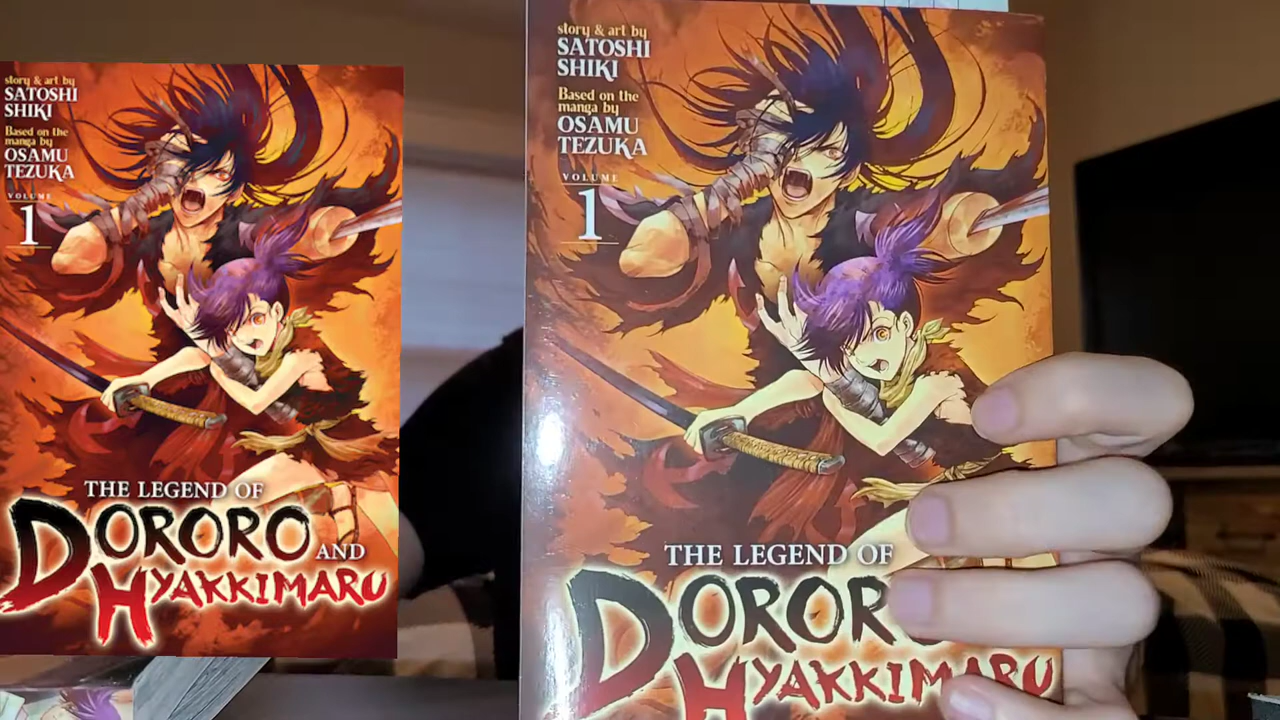 story & art by
SATOSHI
SHIKI
Based on the
manga by
OSAMU
TEZUKA
VOLUME
1
THE LEGEND OF
DORORO AND
HYAKKIMARU
story & art by
SATOSHI
SHIKI
Based on the
manga by
OSAMU
TEZUKA
VOLUME
1
THE LEGEND OF
DOROR
HYAKKIMARU